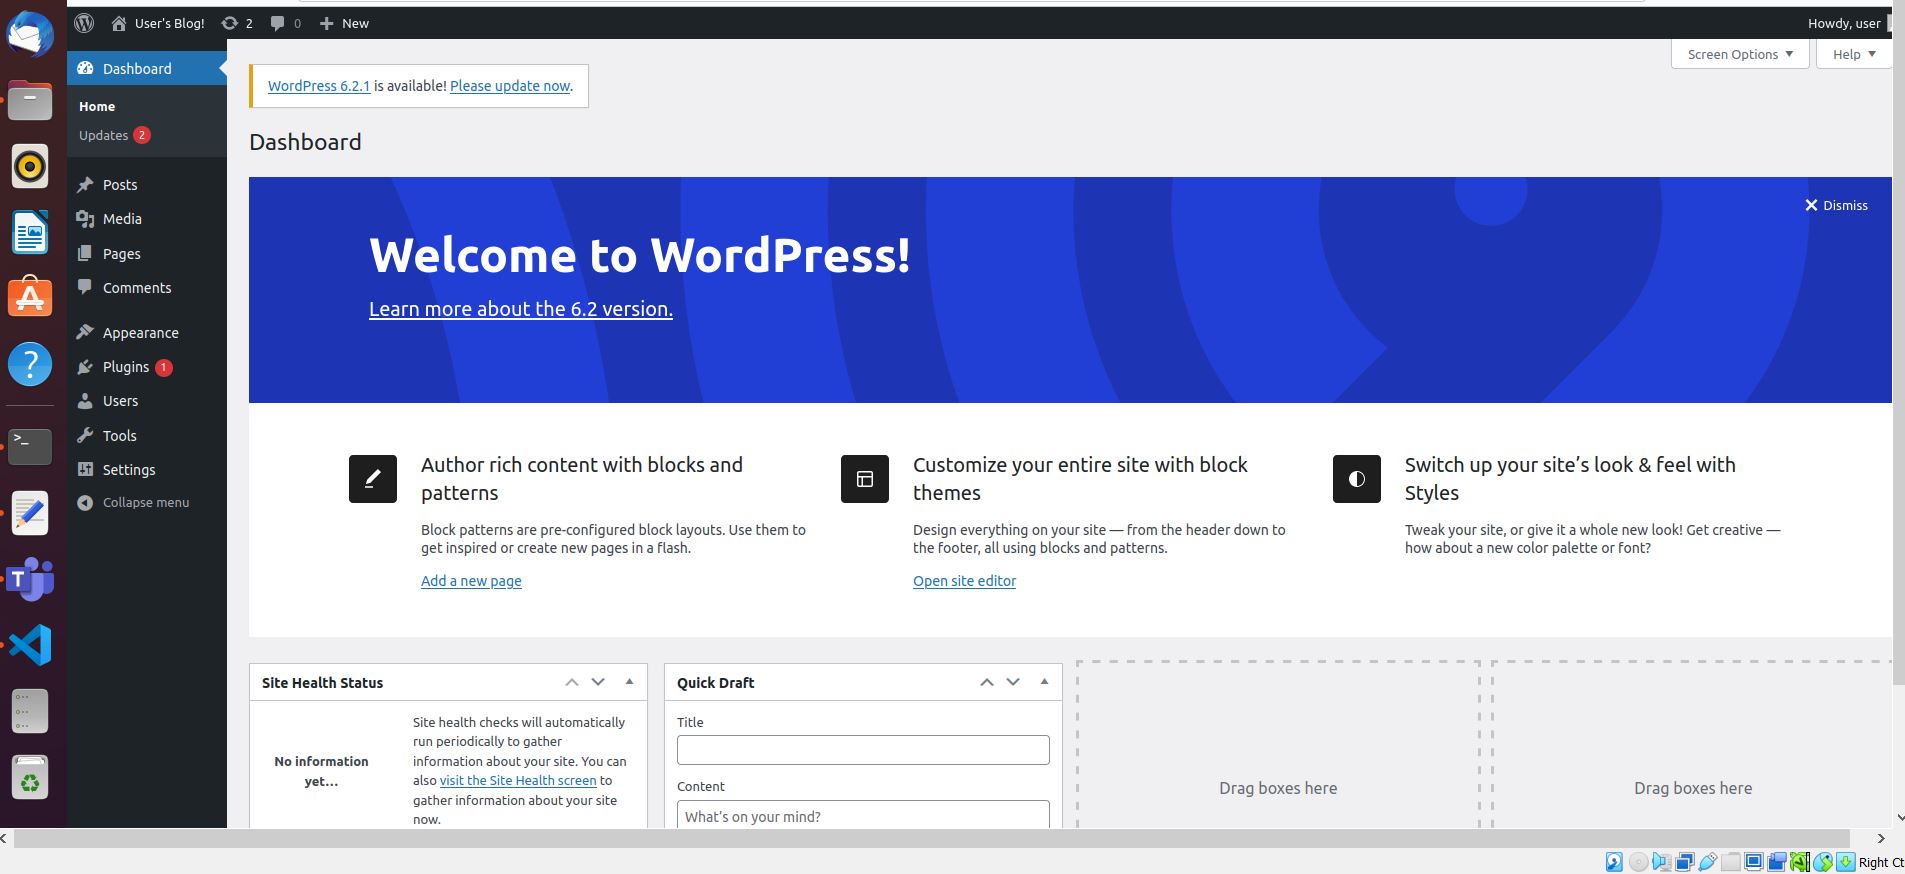 User's Blog! 2 0 New
Howdy, user
Dashboard
Home
Updates 2
Posts
Media
Pages
Comments
Appearance
Plugins 1
Users
Tools
Settings
Collapse menu
Screen Options
Help
WordPress 6.2.1 is available! Please update now.
Dashboard
Dismiss
Welcome to WordPress!
Learn more about the 6.2 version.
Author rich content with blocks and
patterns
Block patterns are pre-configured block layouts. Use them to
get inspired or create new pages in a flash.
Add a new page
Customize your entire site with block
themes
Design everything on your site — from the header down to
the footer, all using blocks and patterns.
Open site editor
Switch up your site’s look & feel with
Styles
Tweak your site, or give it a whole new look! Get creative —
how about a new color palette or font?
Site Health Status
No information
yet…
Site health checks will automatically
run periodically to gather
information about your site. You can
also visit the Site Health screen to
gather information about your site
now.
Quick Draft
Title
Content
What’s on your mind?
Drag boxes here
Drag boxes here
Right Ct